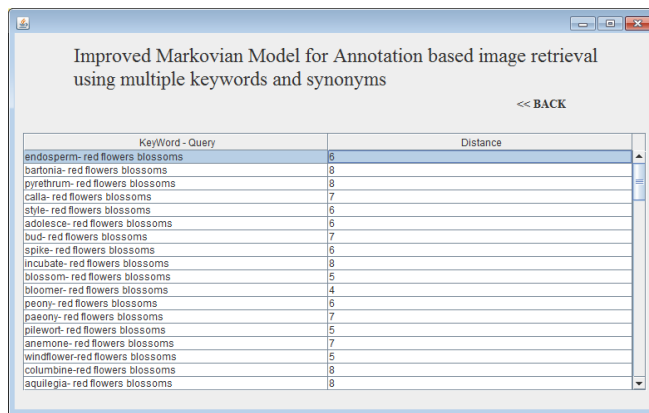 Improved Markovian Model for Annotation based image retrieval
using multiple keywords and synonyms
<< BACK
KeyWord - Query Distance
endosperm- red flowers blossoms 6
bartonia- red flowers blossoms 8
pyrethrum- red flowers blossoms 8
calla- red flowers blossoms 7
style- red flowers blossoms 6
adolesce- red flowers blossoms 6
bud- red flowers blossoms 7
spike- red flowers blossoms 6
incubate- red flowers blossoms 8
blossom- red flowers blossoms 5
bloomer- red flowers blossoms 4
peony- red flowers blossoms 6
paeony- red flowers blossoms 7
pilewort- red flowers blossoms 5
anemone- red flowers blossoms 7
windflower-red flowers blossoms 5
columbine-red flowers blossoms 8
aquilegia- red flowers blossoms 8